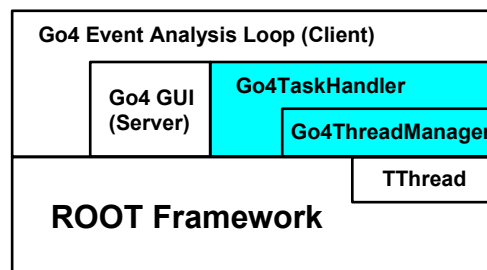 Go4 Event Analysis Loop (Client)
Go4 GUI
(Server)
Go4TaskHandler
Go4ThreadManager
TThread
ROOT Framework